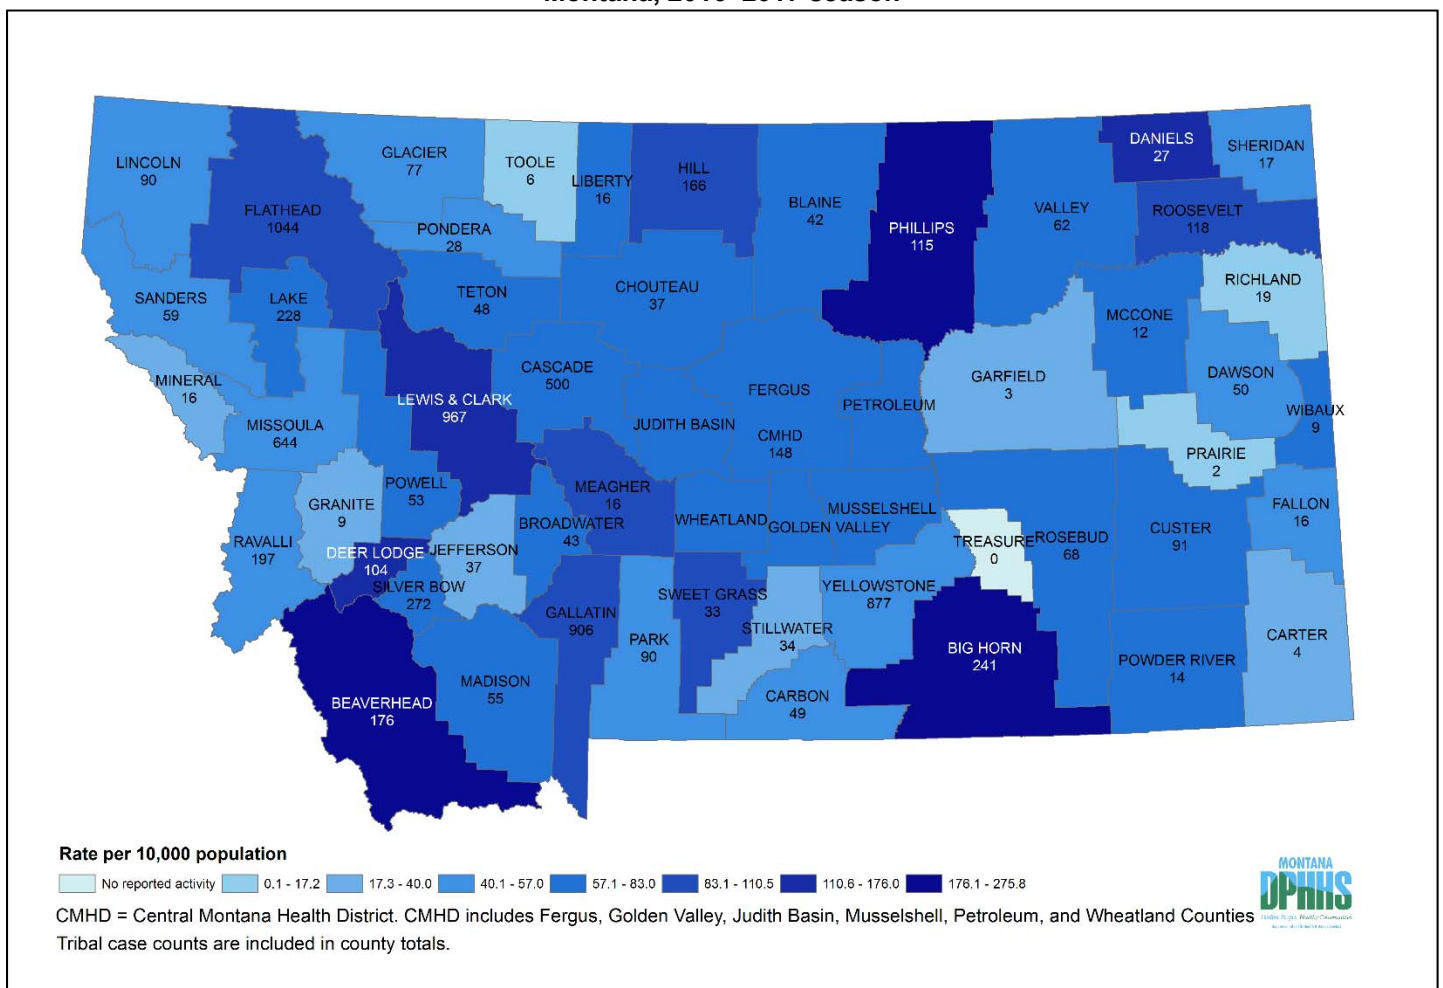 LINCOLN
90
FLATHEAD
1044
GLACIER
77
TOOLE
6
LIBERTY
16
HILL
166
BLAINE
42
PHILLIPS
115
VALLEY
62
DANIELS
27
SHERIDAN
17
ROOSEVELT
118
PONDERA
28
SANDERS
59
LAKE
228
TETON
48
CHOUTEAU
37
RICHLAND
19
MCCONE
12
MINERAL
16
MISSOULA
644
LEWIS & CLARK
967
CASCADE
500
JUDITH BASIN
FERGUS
CMHD
148
PETROLEUM
GARFIELD
3
DAWSON
50
WIBAUX
9
PRAIRIE
2
GRANITE
9
POWELL
53
MEAGHER
16
BROADWATER
43
WHEATLAND
GOLDEN VALLEY
MUSSELSHELL
TREASURE
0
ROSEBUD
68
CUSTER
91
FALLON
16
RAVALLI
197
DEER LODGE
104
JEFFERSON
37
SILVER BOW
272
GALLATIN
906
PARK
90
SWEET GRASS
33
STILLWATER
34
YELLOWSTONE
877
BIG HORN
241
POWDER RIVER
14
CARTER
4
BEAVERHEAD
176
MADISON
55
CARBON
49
Rate per 10,000 population
No reported activity 0.1 - 17.2 17.3 - 40.0 40.1 - 57.0 57.1 - 83.0 83.1 - 110.5 110.6 - 176.0 176.1 - 275.8
CMHD = Central Montana Health District. CMHD includes Fergus, Golden Valley, Judith Basin, Musselshell, Petroleum, and Wheatland Counties
Tribal case counts are included in county totals.
MONTANA
DPHHS